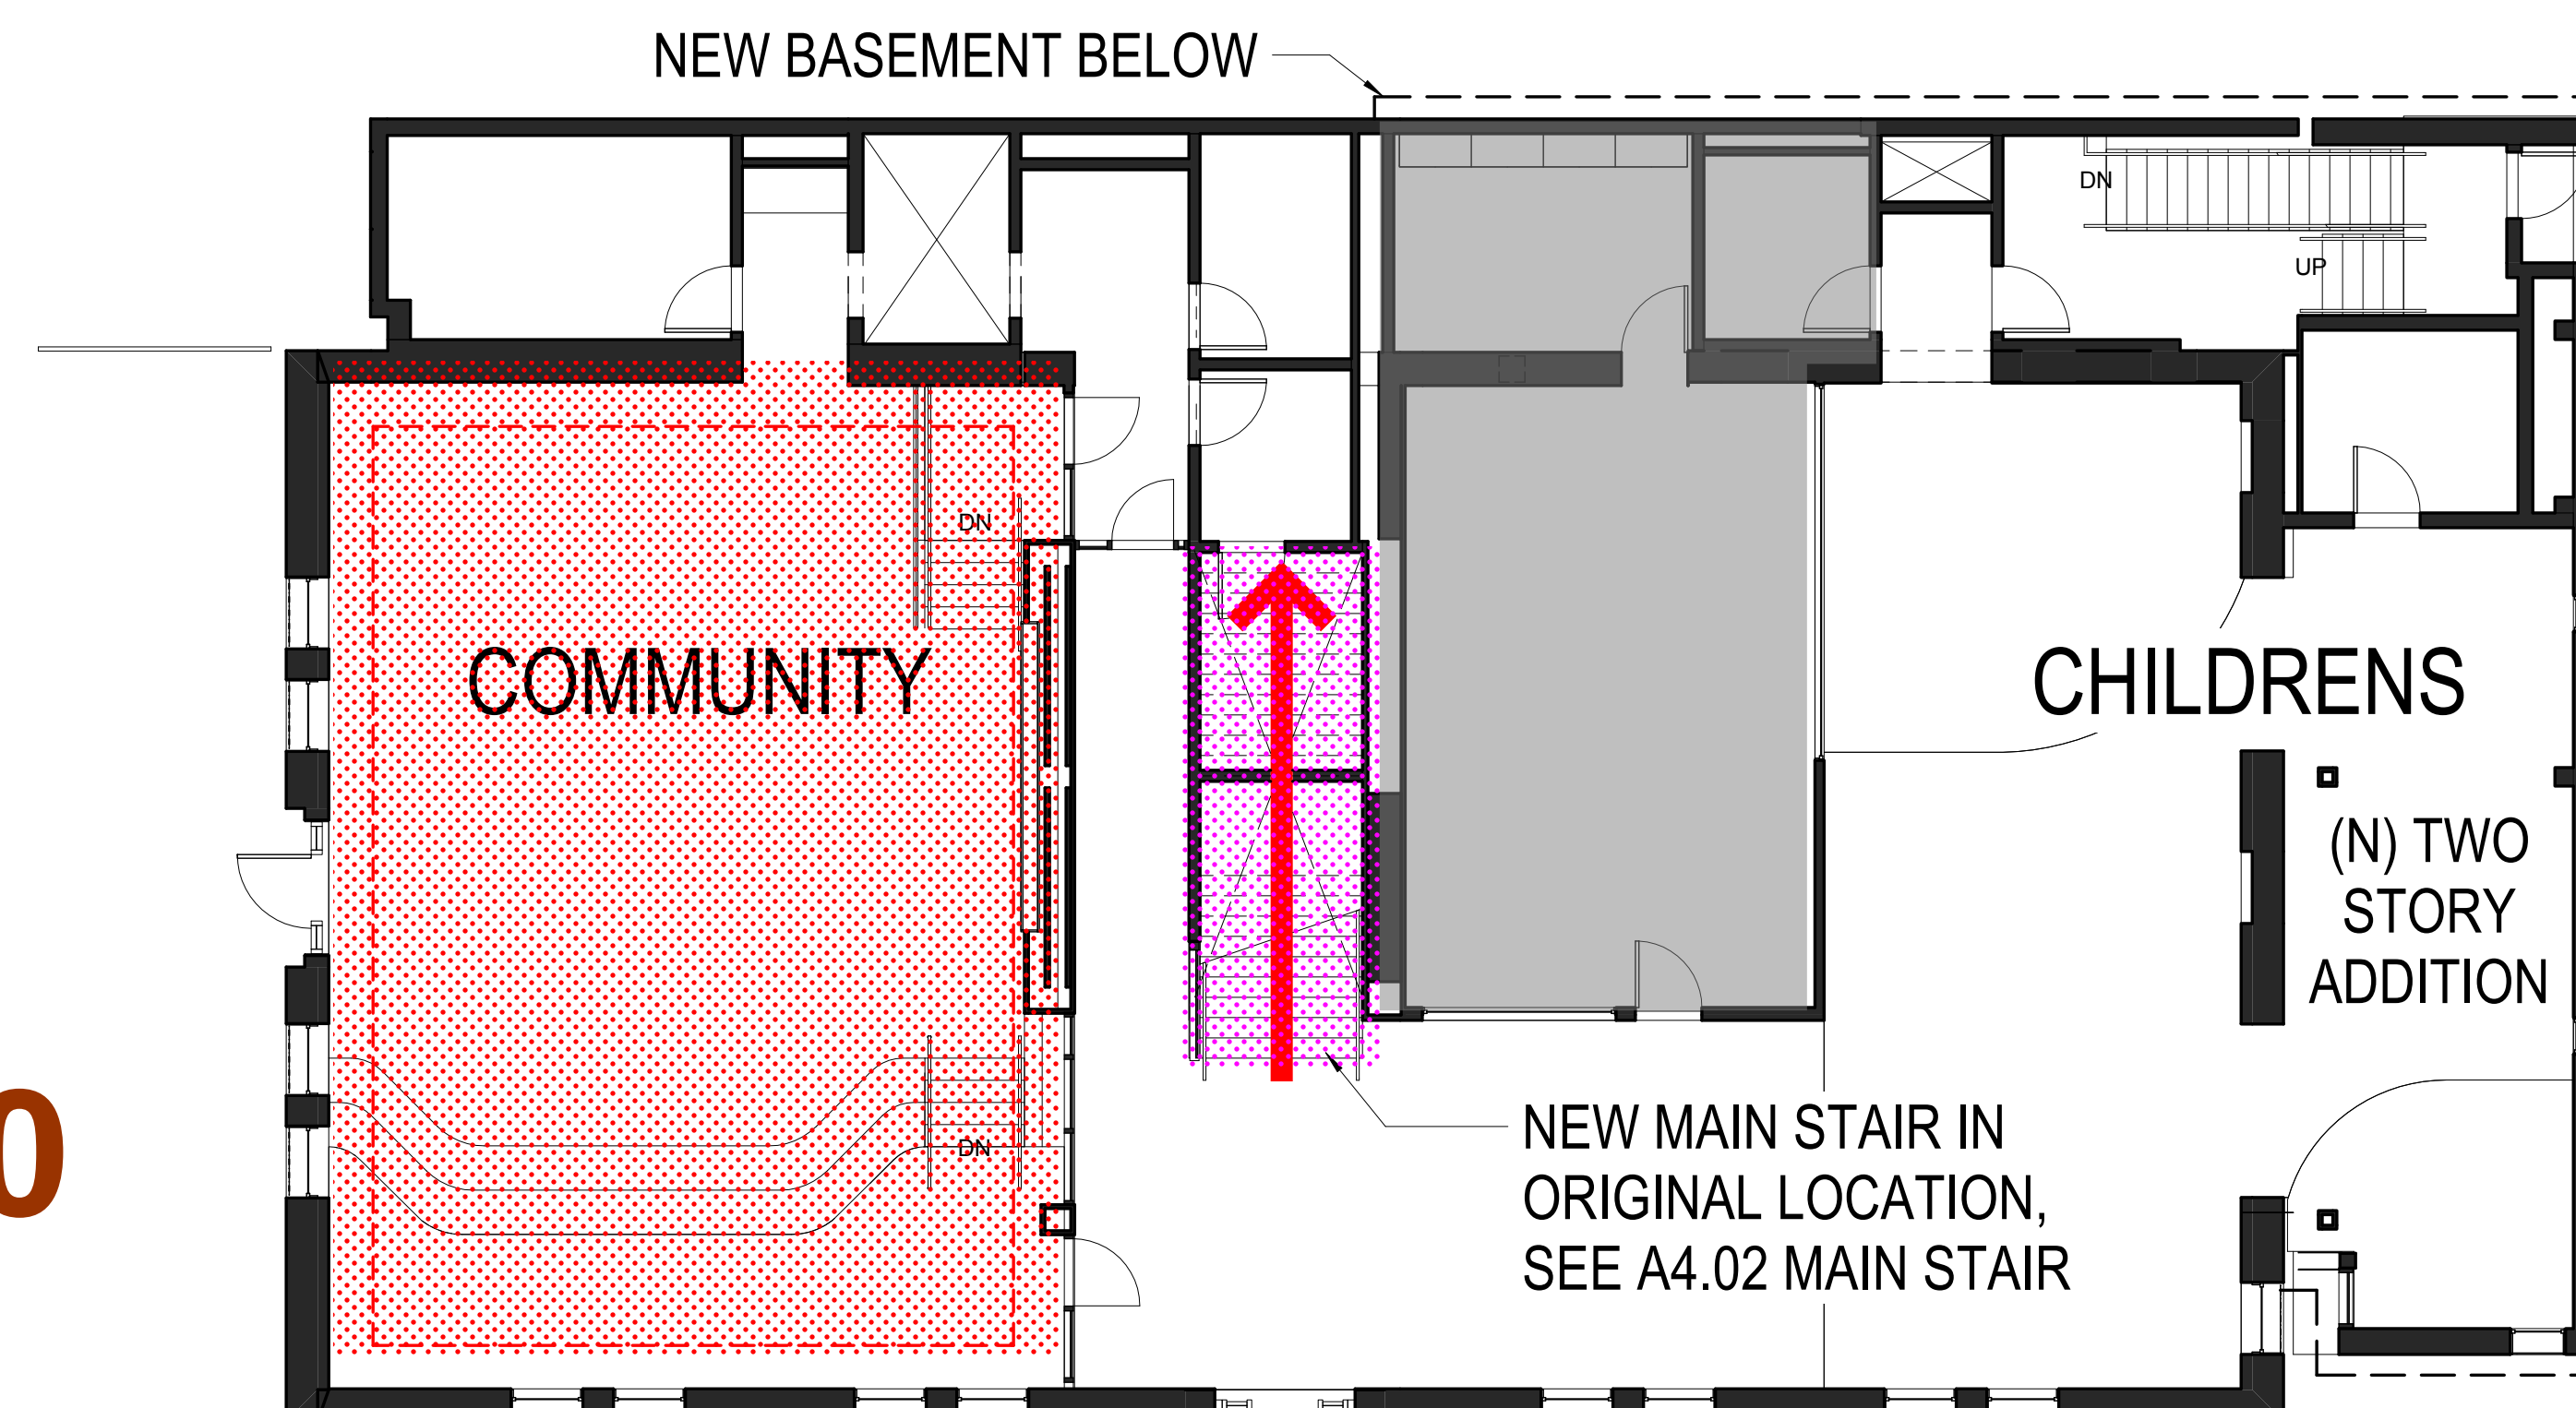 NEW BASEMENT BELOW
DN
UP
DN
COMMUNITY
CHILDRENS
(N) TWO
STORY
ADDITION
0
NEW MAIN STAIR IN
ORIGINAL LOCATION,
SEE A4.02 MAIN STAIR
DN